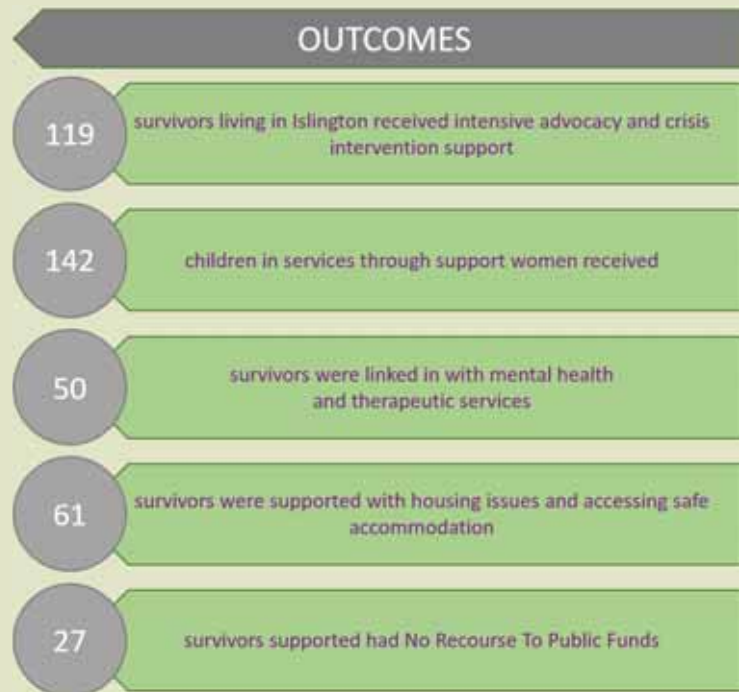 OUTCOMES
119
survivors living in Islington received intensive advocacy and crisis
intervention support
142
children in services through support women received
50
survivors were linked in with mental health
and therapeutic services
61
survivors were supported with housing issues and accessing safe
accommodation
27
survivors supported had No Recourse To Public Funds